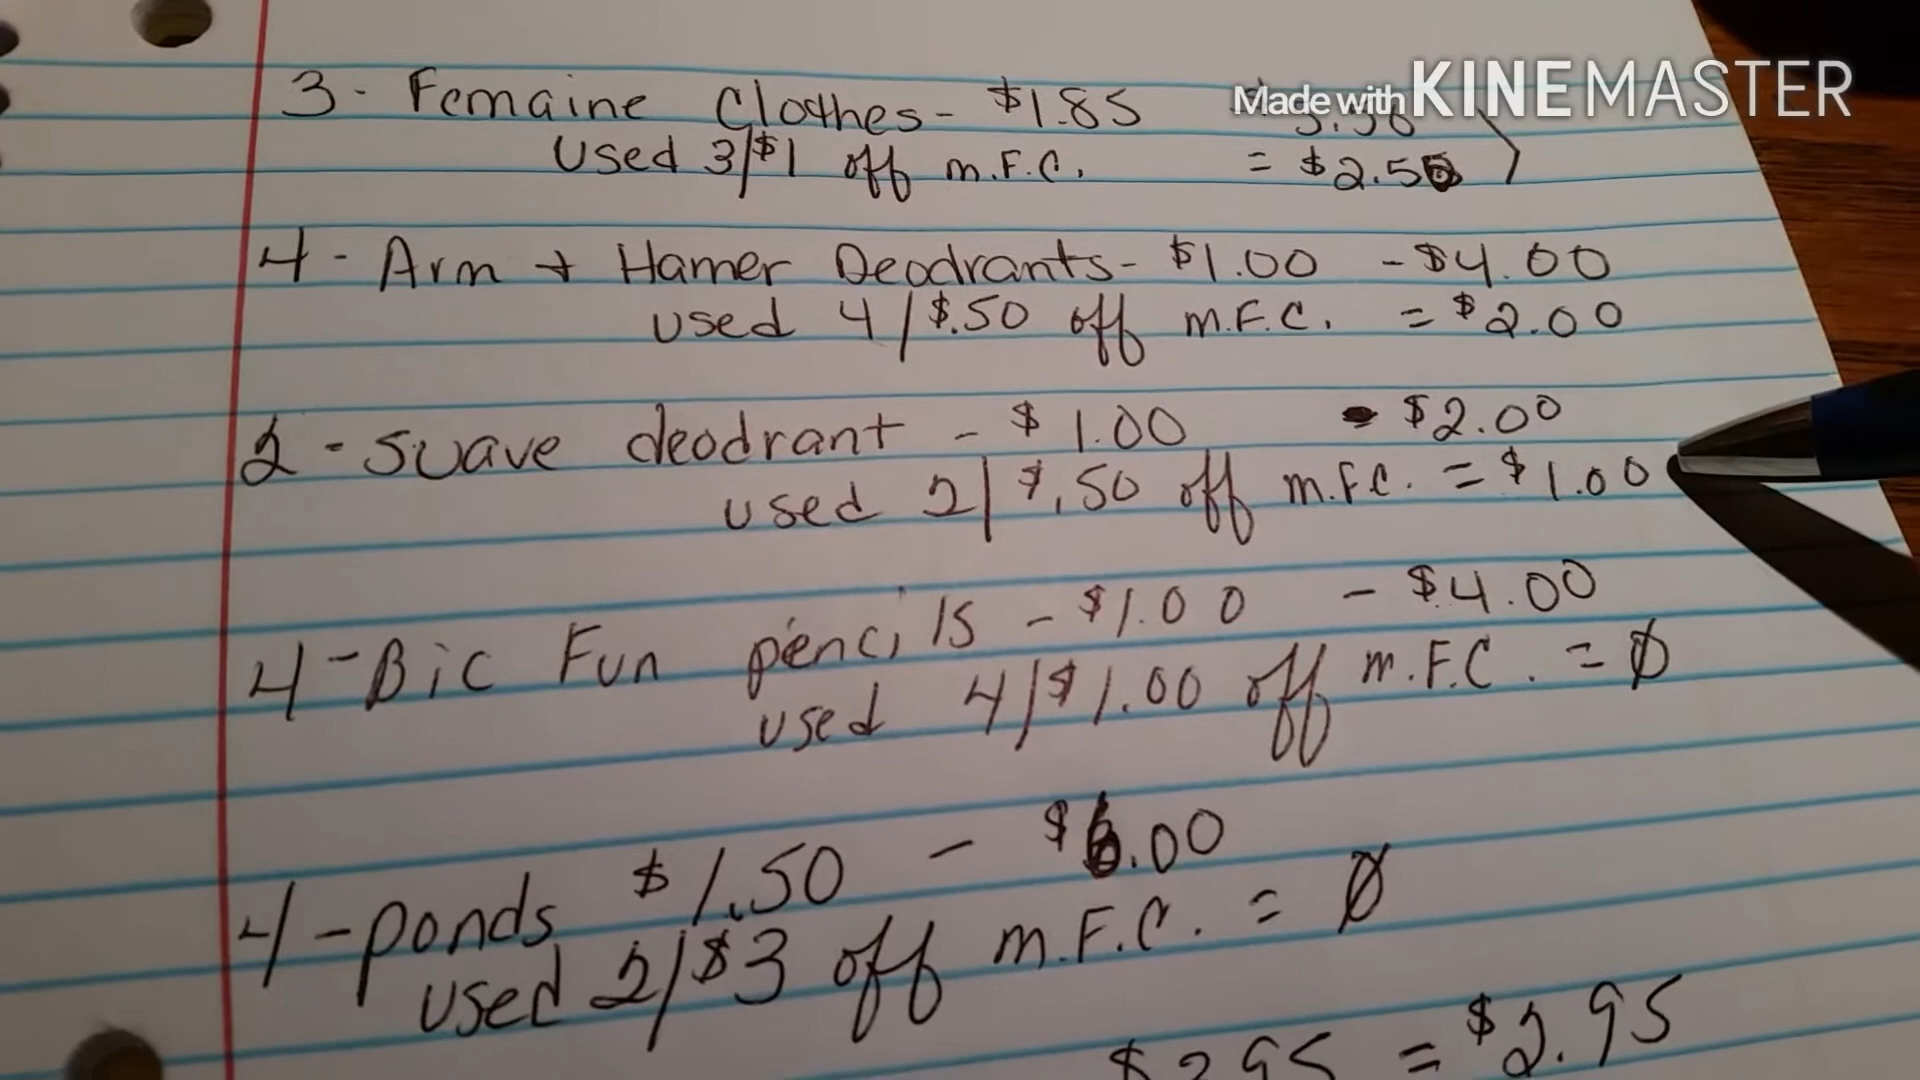 Made with KINEMASTER
3 - Femaine Clothes - $1.85
used 3/$1 off m.F.C. = $2.55
4 - Arm + Hamer Deodrants - $1.00 - $4.00
used 4/$.50 off m.F.C. = $2.00
2 - suave deodrant - $1.00 - $2.00
used 2/$.50 off m.F.C. = $1.00
4 - Bic Fun pencils - $1.00 - $4.00
used 4/$1.00 off m.F.C. = Ø
4 - ponds $1.50 - $6.00
used 2/$3 off m.F.C. = Ø
$2.95 = $2.95